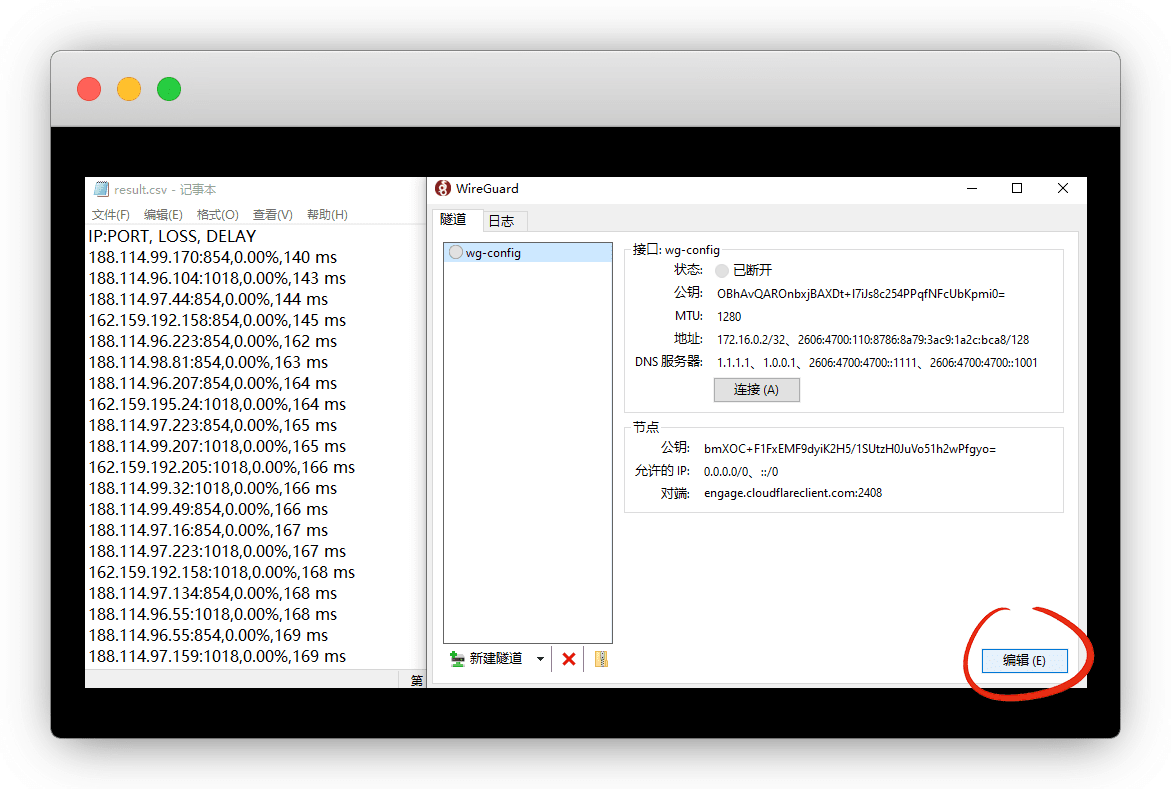 result.csv - 记事本
文件(F) 编辑(E) 格式(O) 查看(V) 帮助(H)
IP:PORT, LOSS, DELAY
188.114.99.170:854,0.00%,140 ms
188.114.96.104:1018,0.00%,143 ms
188.114.97.44:854,0.00%,144 ms
162.159.192.158:854,0.00%,145 ms
188.114.96.223:854,0.00%,162 ms
188.114.98.81:854,0.00%,163 ms
188.114.96.207:854,0.00%,164 ms
162.159.195.24:1018,0.00%,164 ms
188.114.97.223:854,0.00%,165 ms
188.114.99.207:1018,0.00%,165 ms
162.159.192.205:1018,0.00%,166 ms
188.114.99.32:1018,0.00%,166 ms
188.114.99.49:854,0.00%,166 ms
188.114.97.16:854,0.00%,167 ms
188.114.97.223:1018,0.00%,167 ms
162.159.192.158:1018,0.00%,168 ms
188.114.97.134:854,0.00%,168 ms
188.114.96.55:1018,0.00%,168 ms
188.114.96.55:854,0.00%,169 ms
188.114.97.159:1018,0.00%,169 ms
第
WireGuard
隧道 日志
wg-config
接口: wg-config
状态: 已断开
公钥: OBhAvQAROnbxjBAXDt+I7iJs8c254PPqfNFcUbKpmi0=
MTU: 1280
地址: 172.16.0.2/32、2606:4700:110:8786:8a79:3ac9:1a2c:bca8/128
DNS 服务器: 1.1.1.1、1.0.0.1、2606:4700:4700::1111、2606:4700:4700::1001
连接 (A)
节点
公钥: bmXOC+F1FxEMF9dyiK2H5/1SUtzH0JuVo51h2wPfgyo=
允许的 IP: 0.0.0.0/0、::/0
对端: engage.cloudflareclient.com:2408
新建隧道
编辑 (E)